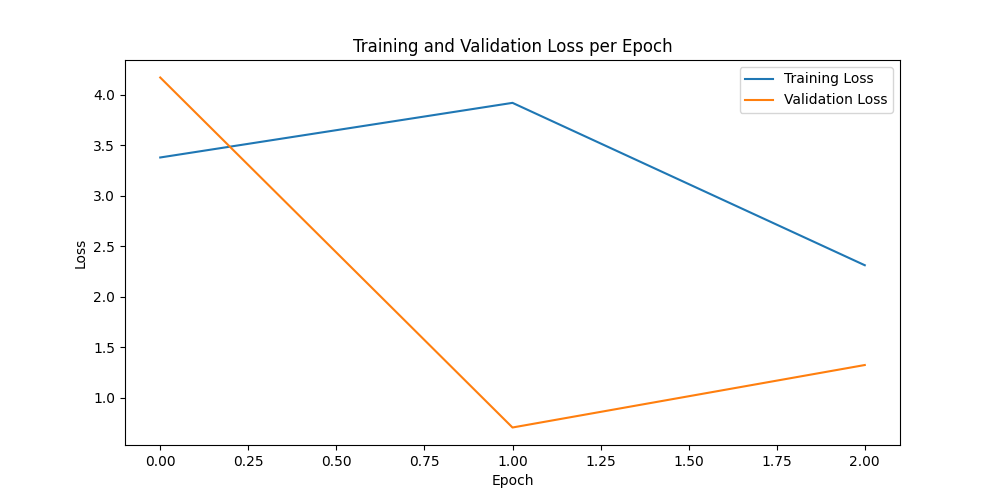 Training and Validation Loss per Epoch
Training Loss
Validation Loss
Loss
4.0
3.5
3.0
2.5
2.0
1.5
1.0
0.00 0.25 0.50 0.75 1.00 1.25 1.50 1.75 2.00
Epoch